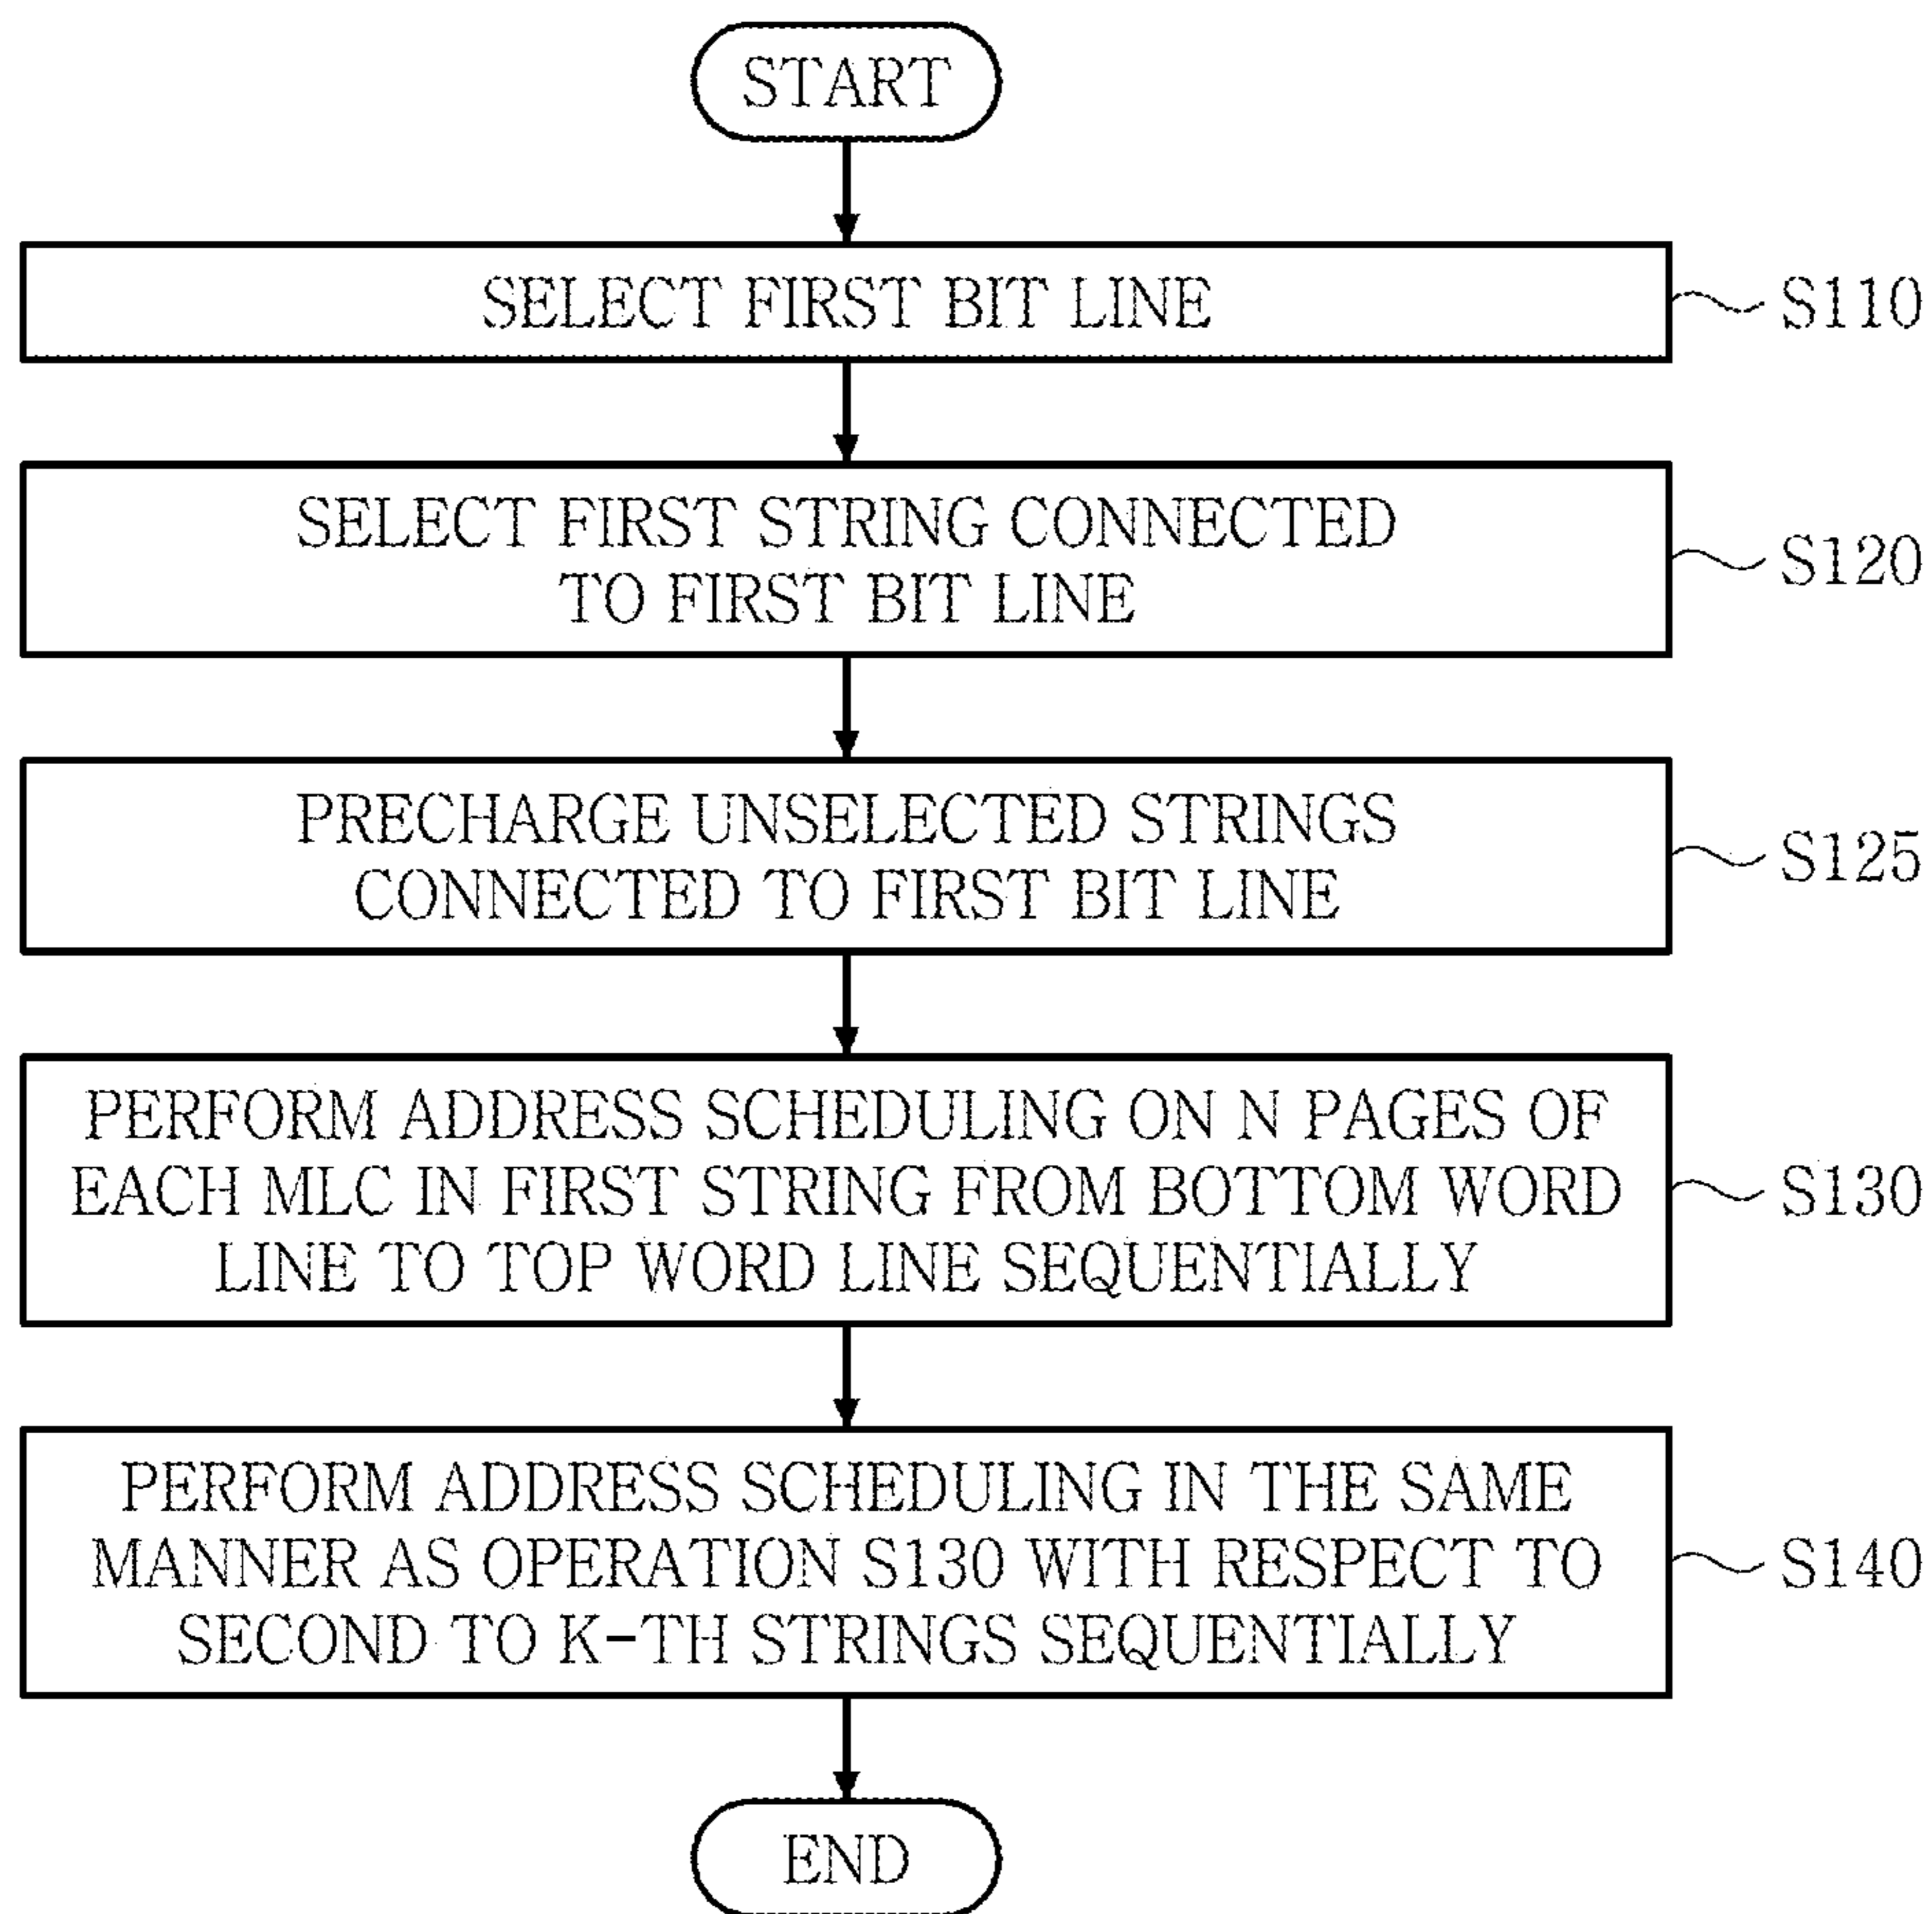 START
SELECT FIRST BIT LINE
S110
SELECT FIRST STRING CONNECTED
TO FIRST BIT LINE
S120
PRECHARGE UNSELECTED STRINGS
CONNECTED TO FIRST BIT LINE
S125
PERFORM ADDRESS SCHEDULING ON N PAGES OF
EACH MLC IN FIRST STRING FROM BOTTOM WORD
LINE TO TOP WORD LINE SEQUENTIALLY
S130
PERFORM ADDRESS SCHEDULING IN THE SAME
MANNER AS OPERATION S130 WITH RESPECT TO
SECOND TO K-TH STRINGS SEQUENTIALLY
S140
END